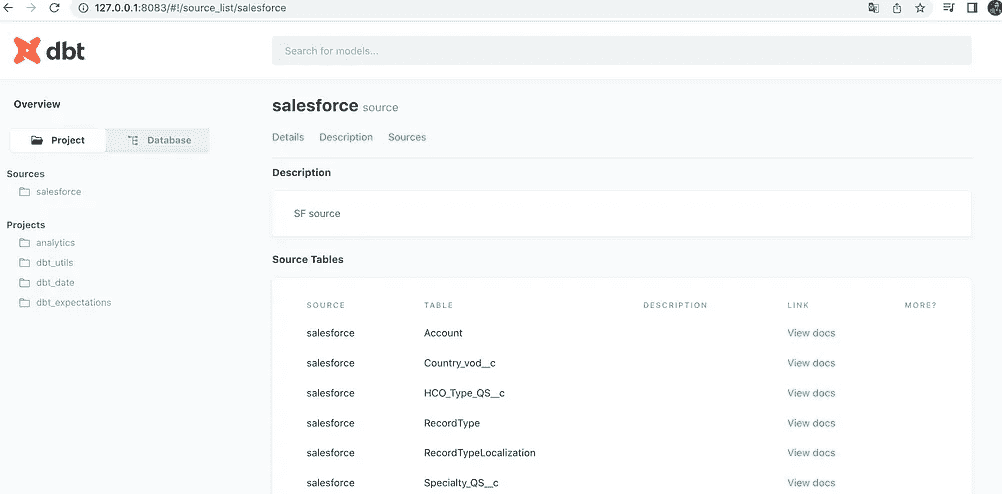 127.0.0.1:8083/#!/source_list/salesforce
dbt
Search for models...
Overview
Project
Database
Sources
salesforce
Projects
analytics
dbt_utils
dbt_date
dbt_expectations
salesforce source
Details Description Sources
Description
SF source
Source Tables
SOURCE TABLE DESCRIPTION LINK MORE?
salesforce Account View docs
salesforce Country_vod__c View docs
salesforce HCO_Type_QS__c View docs
salesforce RecordType View docs
salesforce RecordTypeLocalization View docs
salesforce Specialty_QS__c View docs